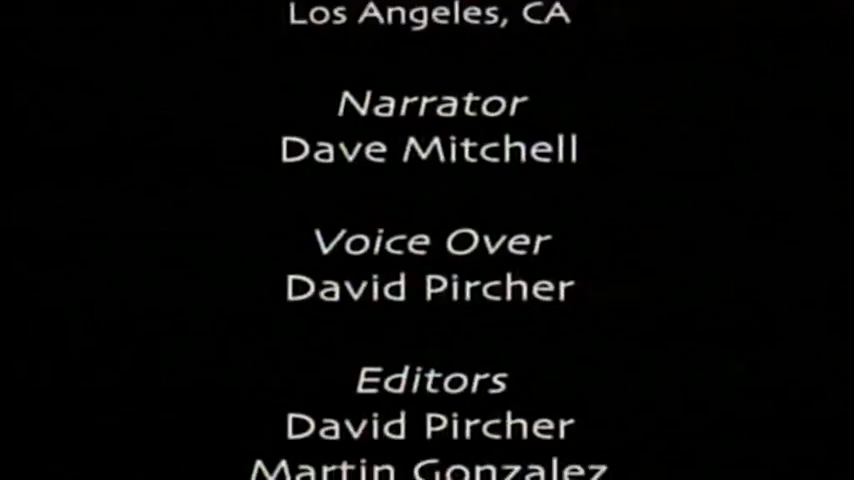 Los Angeles, CA
Narrator
Dave Mitchell
Voice Over
David Pircher
Editors
David Pircher
Martin Gonzalez